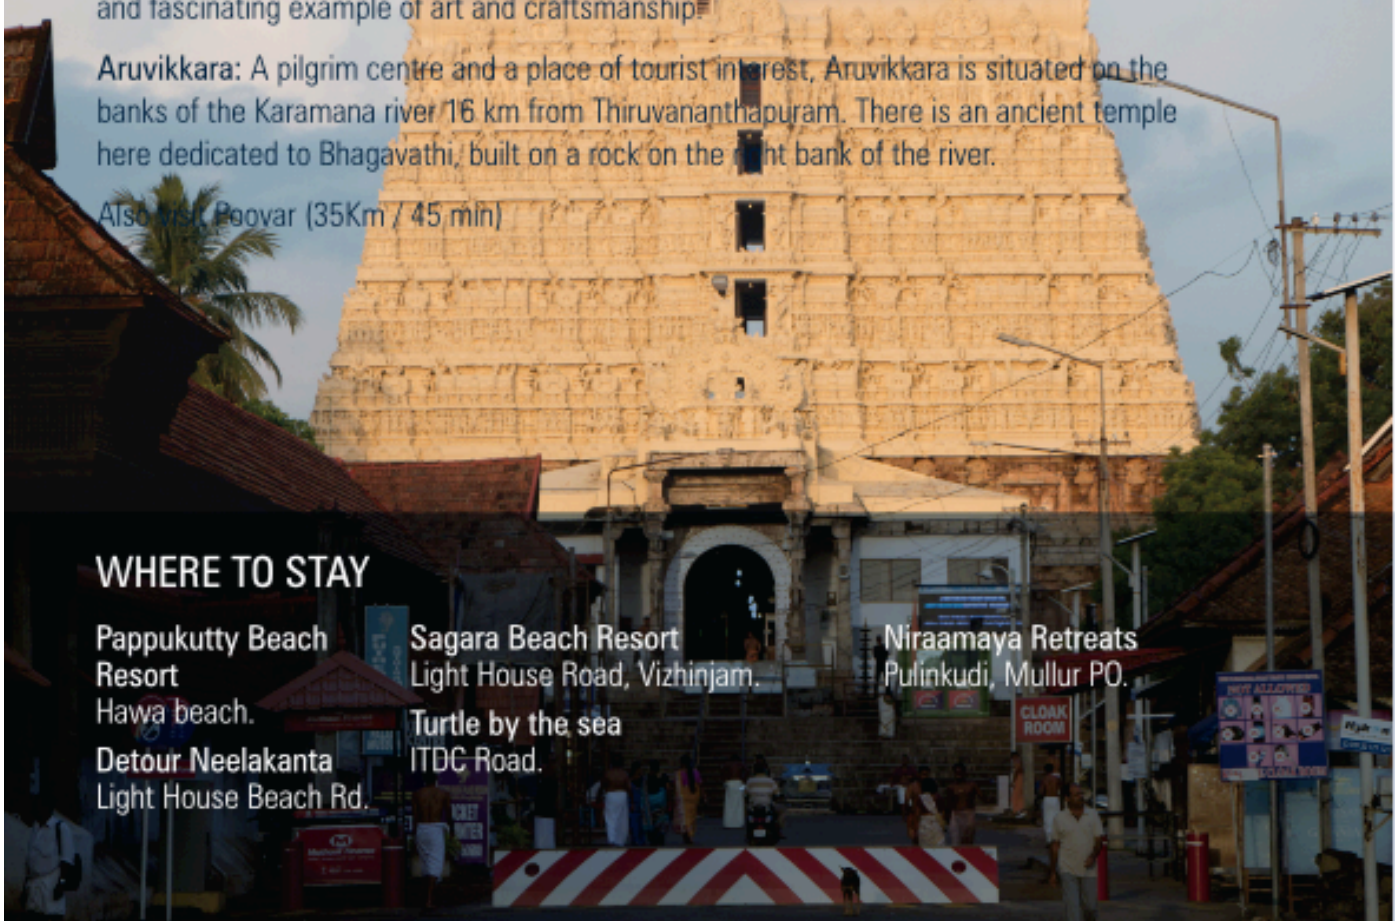 and fascinating example of art and craftsmanship.
Aruvikkara: A pilgrim centre and a place of tourist interest, Aruvikkara is situated on the
banks of the Karamana river 16 km from Thiruvananthapuram. There is an ancient temple
here dedicated to Bhagavathi, built on a rock on the right bank of the river.
Also visit Poovar (35Km / 45 min)
WHERE TO STAY
Pappukutty Beach
Resort
Hawa beach.
Detour Neelakanta
Light House Beach Rd.
Sagara Beach Resort
Light House Road, Vizhinjam.
Turtle by the sea
ITDC Road.
Niraamaya Retreats
Pulinkudi, Mullur PO.
CLOAK
ROOM
NOT ALLOWED